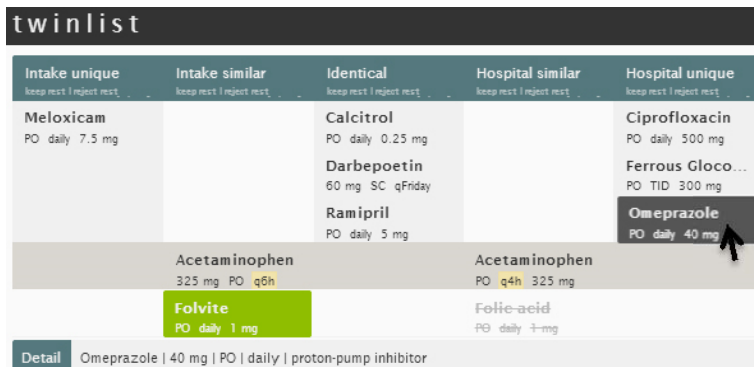 twinlist
Intake unique Intake similar Identical Hospital similar Hospital unique
keep rest | reject rest keep rest | reject rest keep rest | reject rest keep rest | reject rest keep rest | reject rest
Meloxicam Calcitrol Ciprofloxacin
PO daily 7.5 mg PO daily 0.25 mg PO daily 500 mg
Darbepoetin Ferrous Gloco...
60 mg SC qFriday PO TID 300 mg
Ramipril Omeprazole
PO daily 5 mg PO daily 40 mg
Acetaminophen Acetaminophen
325 mg PO q6h PO q4h 325 mg
Folvite Folic acid
PO daily 1 mg PO daily 1 mg
Detail Omeprazole | 40 mg | PO | daily | proton-pump inhibitor